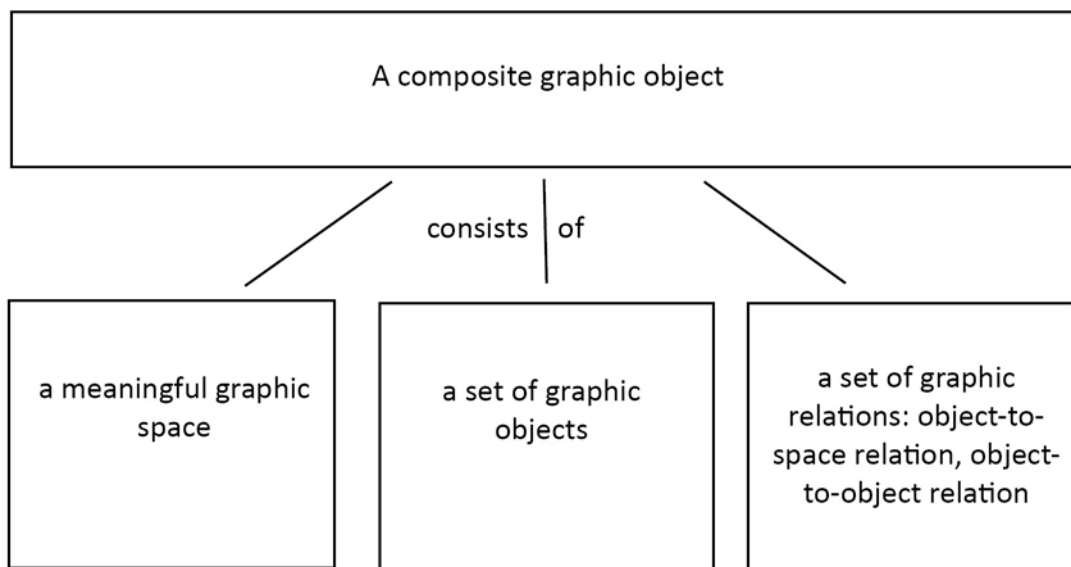 A composite graphic object
consists of
a meaningful graphic
space
a set of graphic
objects
a set of graphic
relations: object-to-
space relation, object-
to-object relation